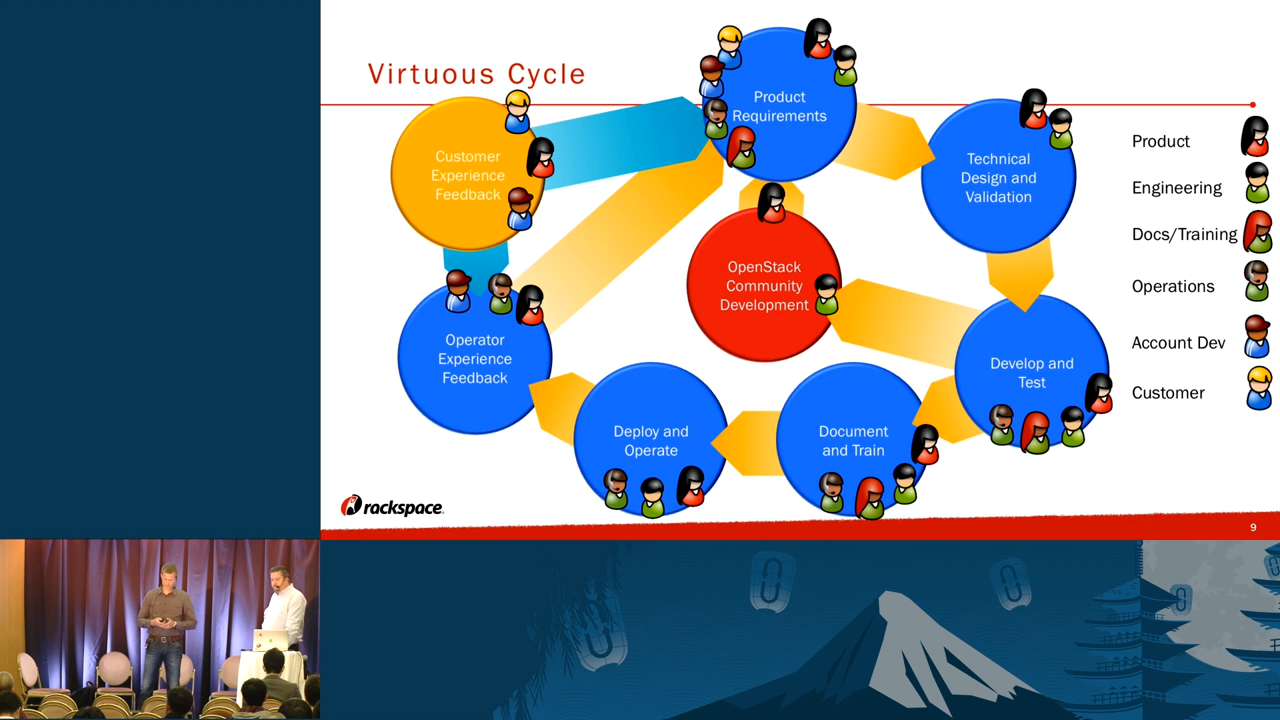 Virtuous Cycle
Product
Requirements
Customer
Experience
Feedback
Technical
Design and
Validation
OpenStack
Community
Development
Operator
Experience
Feedback
Develop and
Test
Deploy and
Operate
Document
and Train
Product
Engineering
Docs/Training
Operations
Account Dev
Customer
rackspace
9